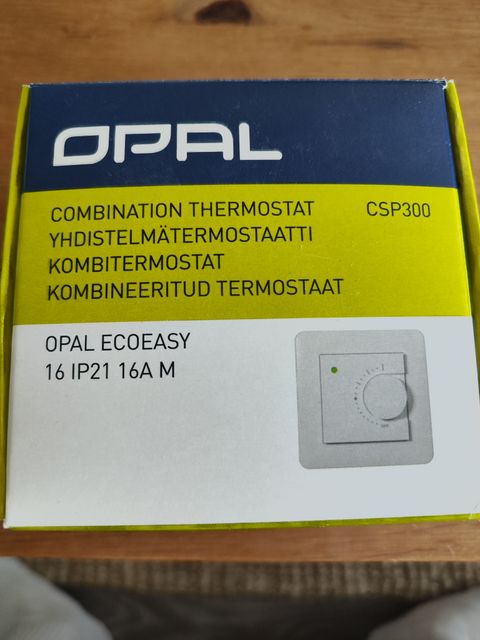 OPAL
COMBINATION THERMOSTAT CSP300
YHDISTELMÄTERMOSTAATTI
KOMBITERMOSTAT
KOMBINEERITUD TERMOSTAAT
OPAL ECOEASY
16 IP21 16A M